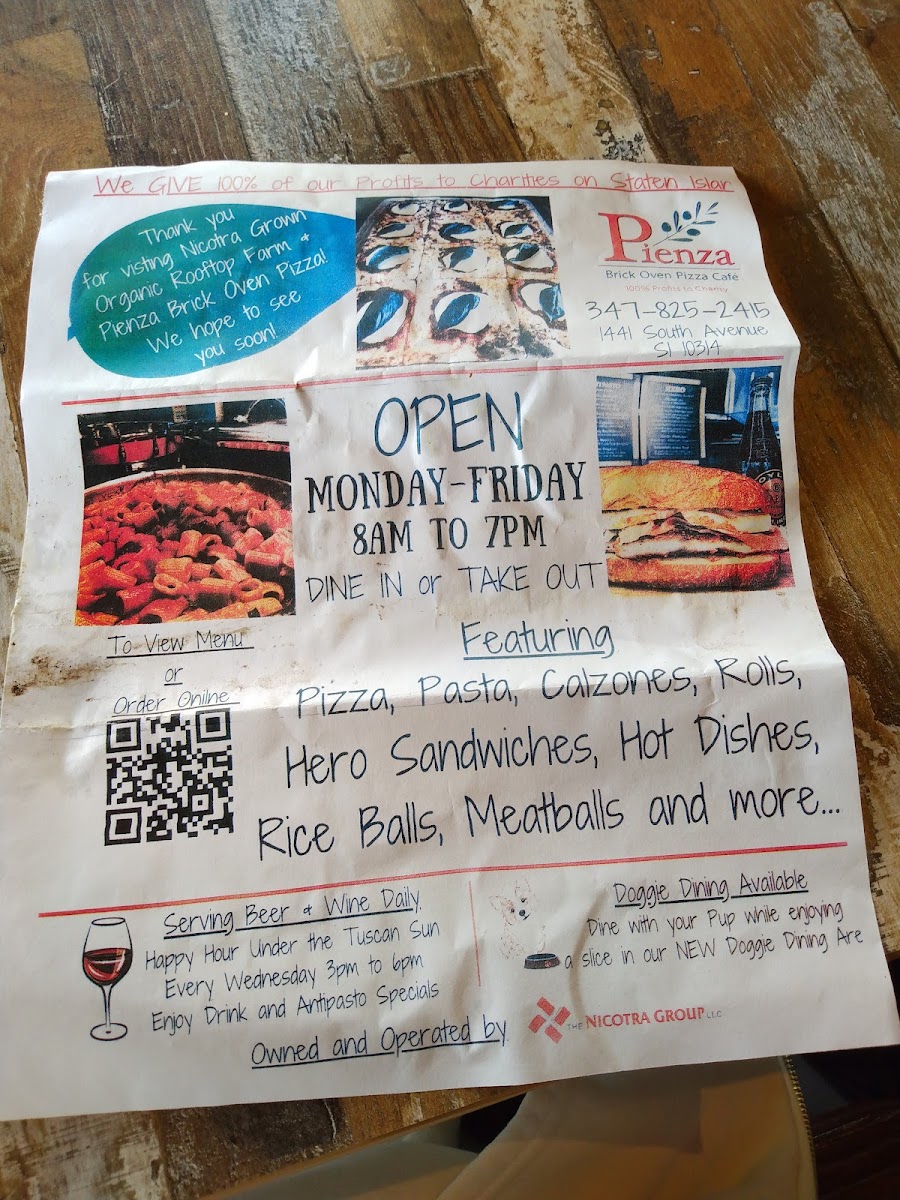 We GIVE 100% of our Profits to Charities on Staten Islan
Thank you
for visting Nicotra Grown
Organic Rooftop Farm &
Pienza Brick Oven Pizza!
We hope to see
you soon!
Pienza
Brick Oven Pizza Café
100% Profits to Charity
347-825-2415
1441 South Avenue
SI 10314
OPEN
MONDAY-FRIDAY
8AM TO 7PM
DINE IN or TAKE OUT
To View Menu
or
Order Onilne
Featuring
Pizza, Pasta, Calzones, Rolls,
Hero Sandwiches, Hot Dishes,
Rice Balls, Meatballs and more...
Serving Beer & Wine Daily
Happy Hour Under the Tuscan Sun
Every Wednesday 3pm to 6pm
Enjoy Drink and Antipasto Specials
Doggie Dining Available
Dine with your Pup while enjoying
a slice in our NEW Doggie Dining Are
Owned and Operated by
THE NICOTRA GROUP LLC